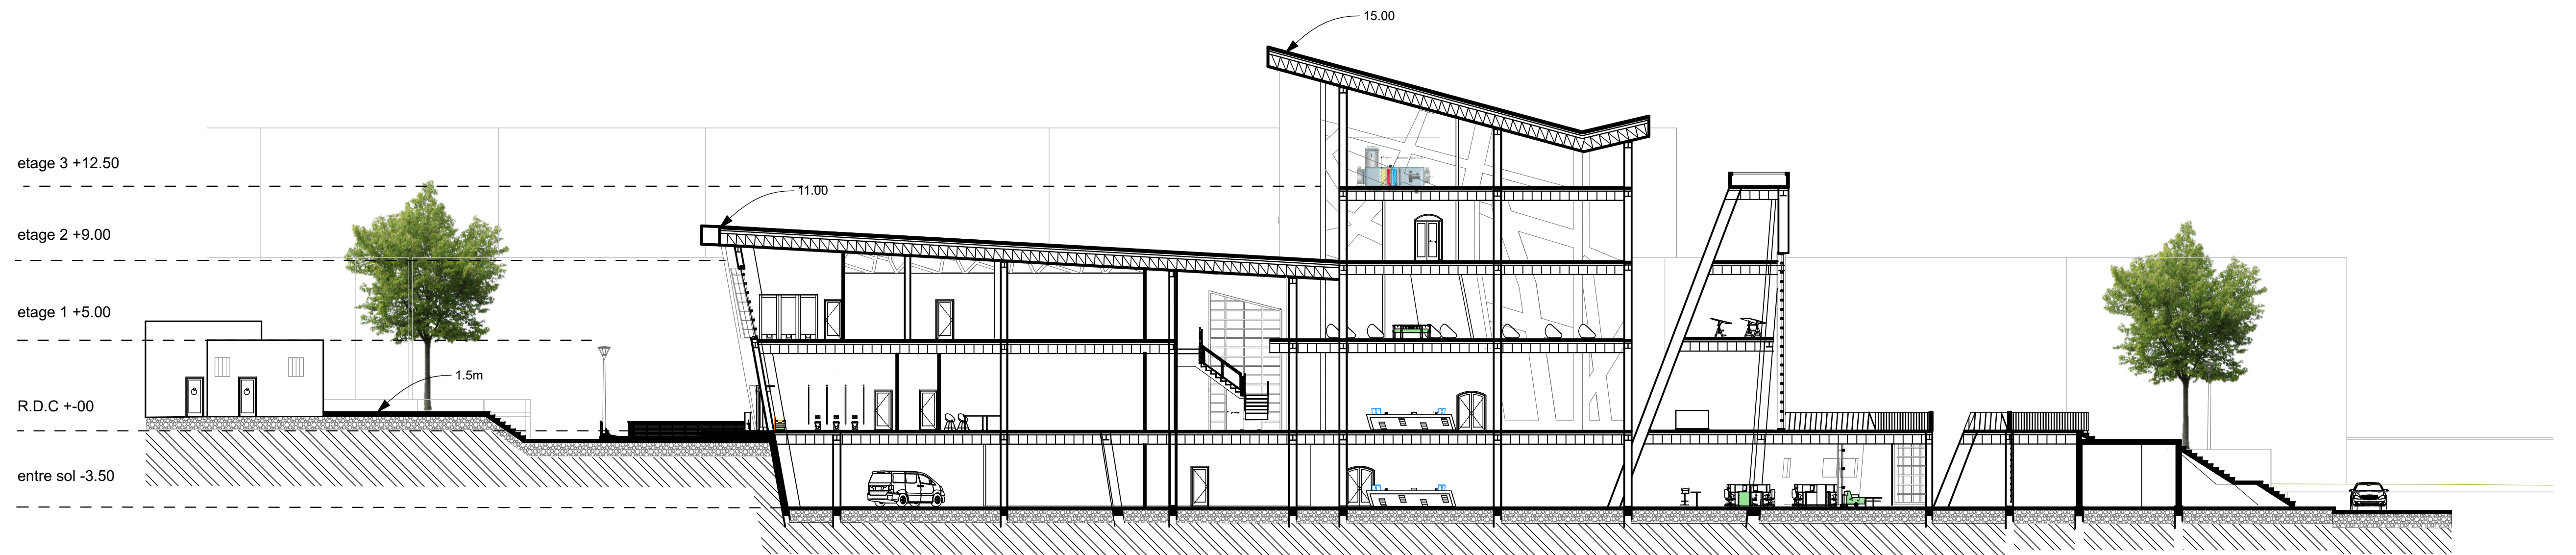 15.00
etage 3 +12.50
11.00
etage 2 +9.00
etage 1 +5.00
1.5m
R.D.C +-00
entre sol -3.50